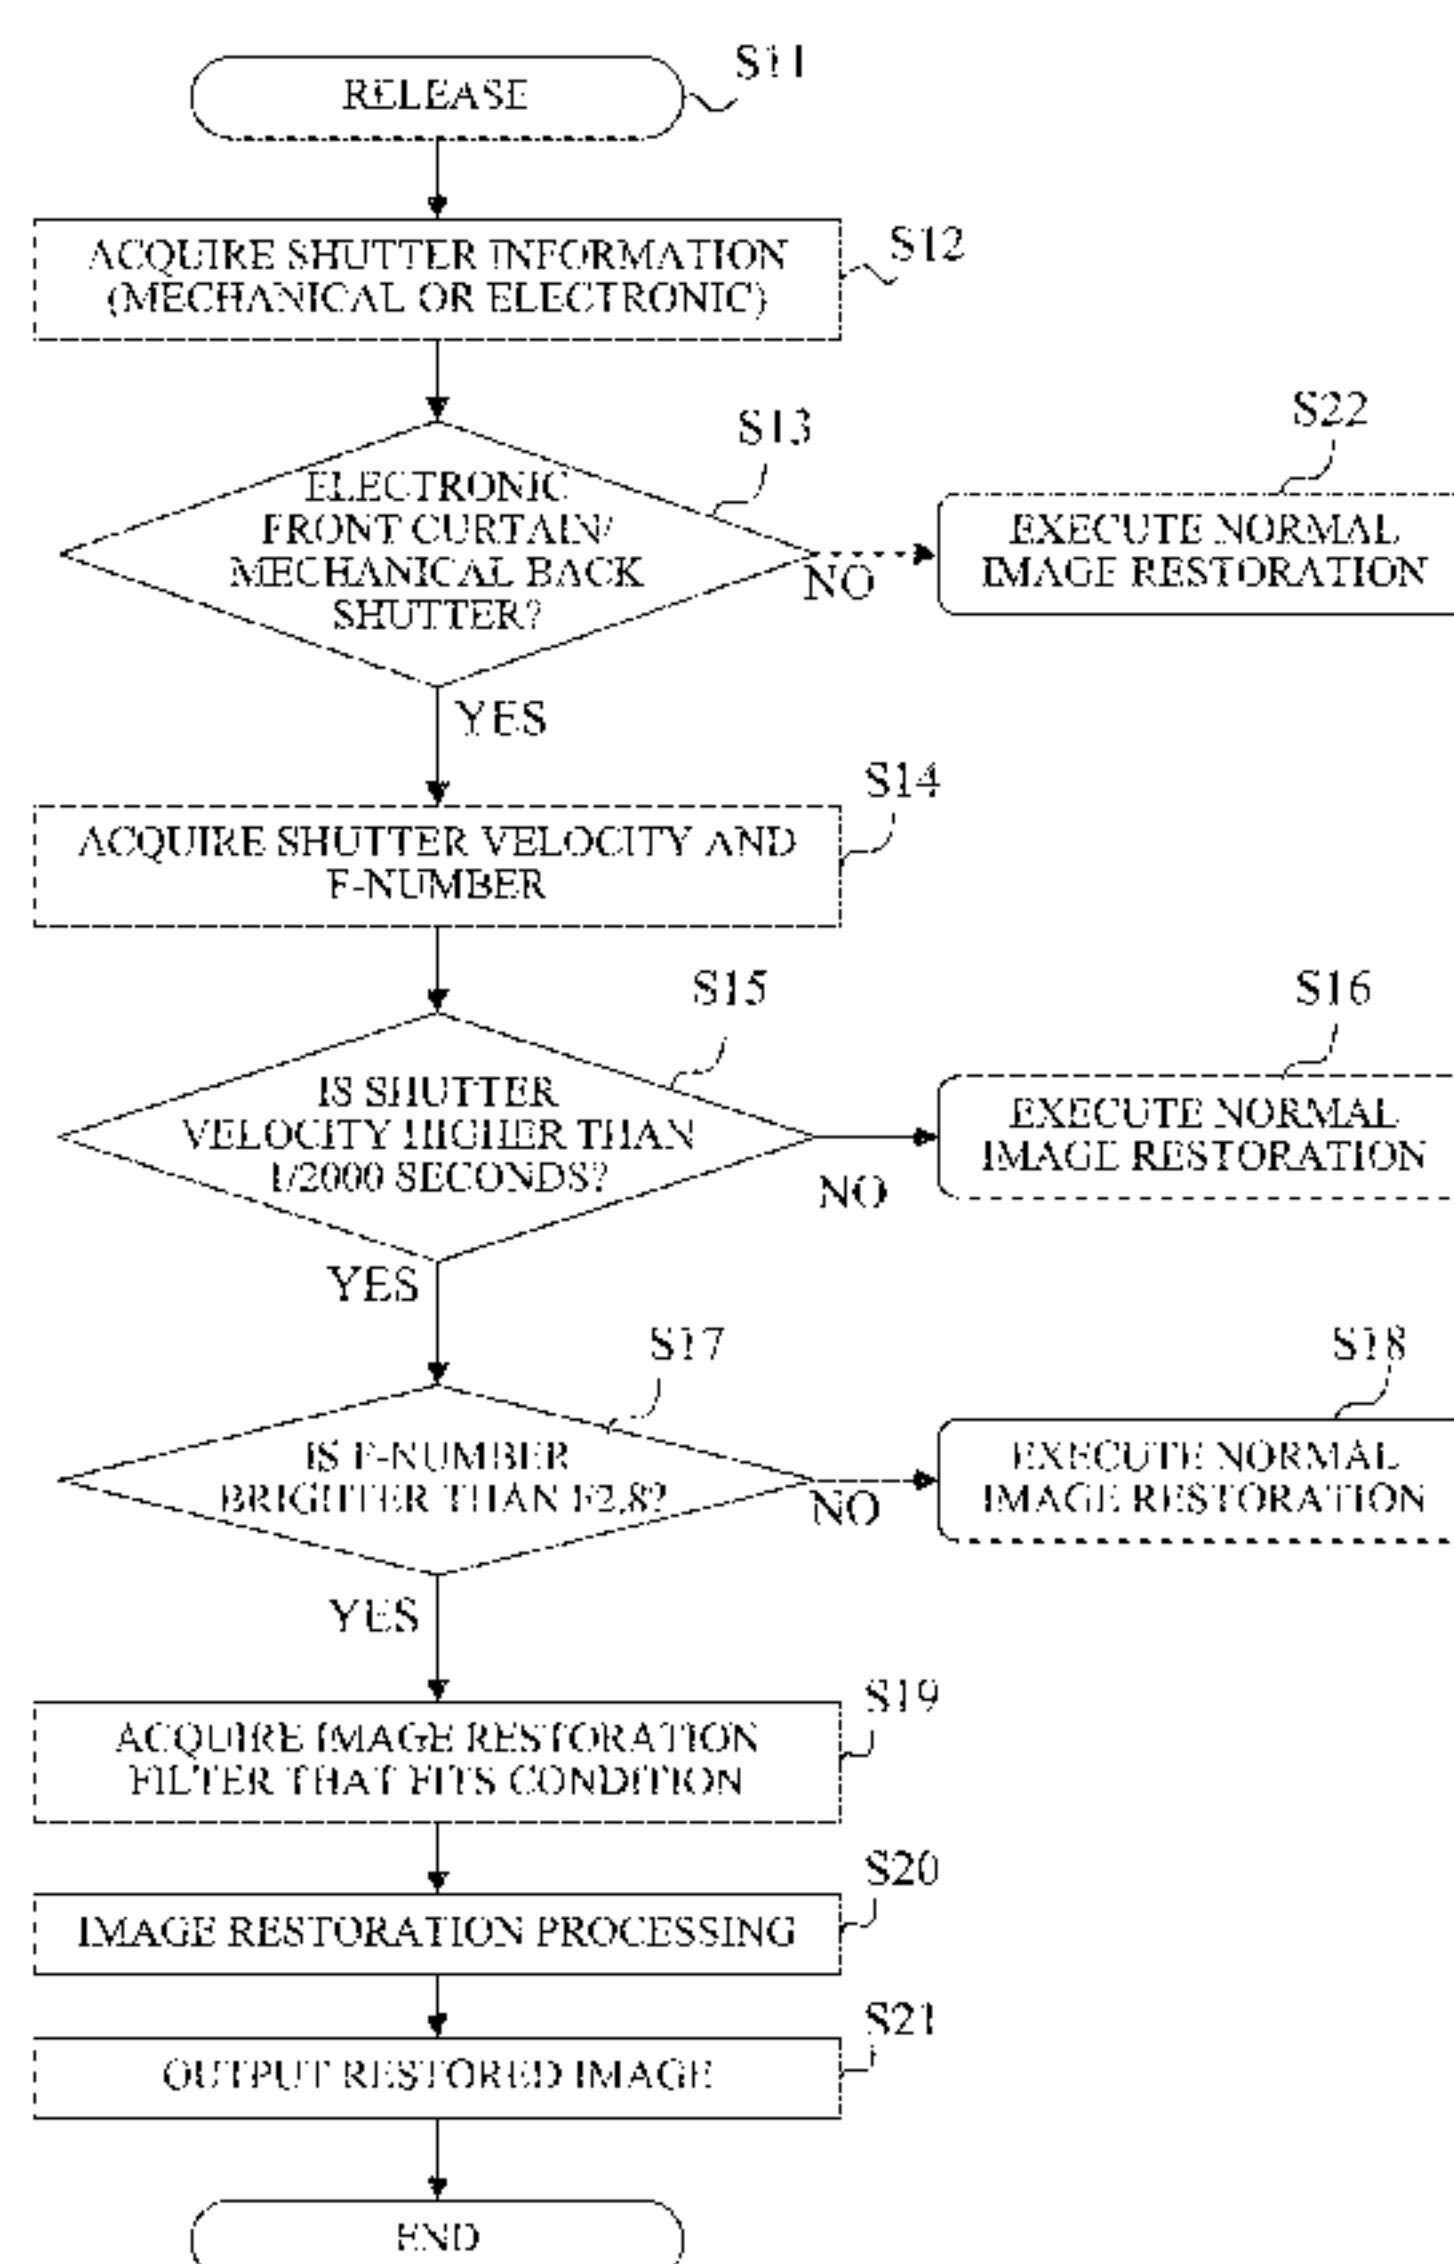 S11
RELEASE
S12
ACQUIRE SHUTTER INFORMATION
(MECHANICAL OR ELECTRONIC)
S13
ELECTRONIC
FRONT CURTAIN/
MECHANICAL BACK
SHUTTER?
NO
S22
EXECUTE NORMAL
IMAGE RESTORATION
YES
S14
ACQUIRE SHUTTER VELOCITY AND
F-NUMBER
S15
IS SHUTTER
VELOCITY HIGHER THAN
1/2000 SECONDS?
NO
S16
EXECUTE NORMAL
IMAGE RESTORATION
YES
S17
IS F-NUMBER
BRIGHTER THAN F2.8?
NO
S18
EXECUTE NORMAL
IMAGE RESTORATION
YES
S19
ACQUIRE IMAGE RESTORATION
FILTER THAT FITS CONDITION
S20
IMAGE RESTORATION PROCESSING
S21
OUTPUT RESTORED IMAGE
END